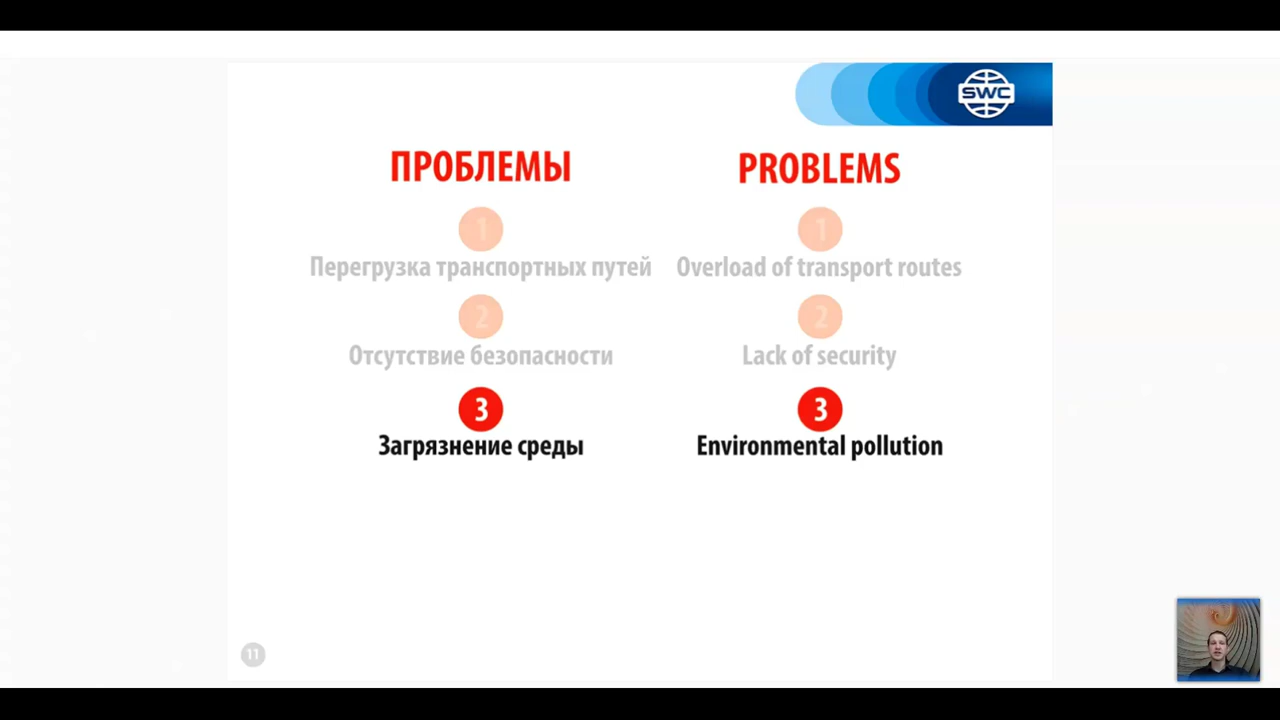 SWC
ПРОБЛЕМЫ
1
Перегрузка транспортных путей
2
Отсутствие безопасности
3
Загрязнение среды
PROBLEMS
1
Overload of transport routes
2
Lack of security
3
Environmental pollution
11